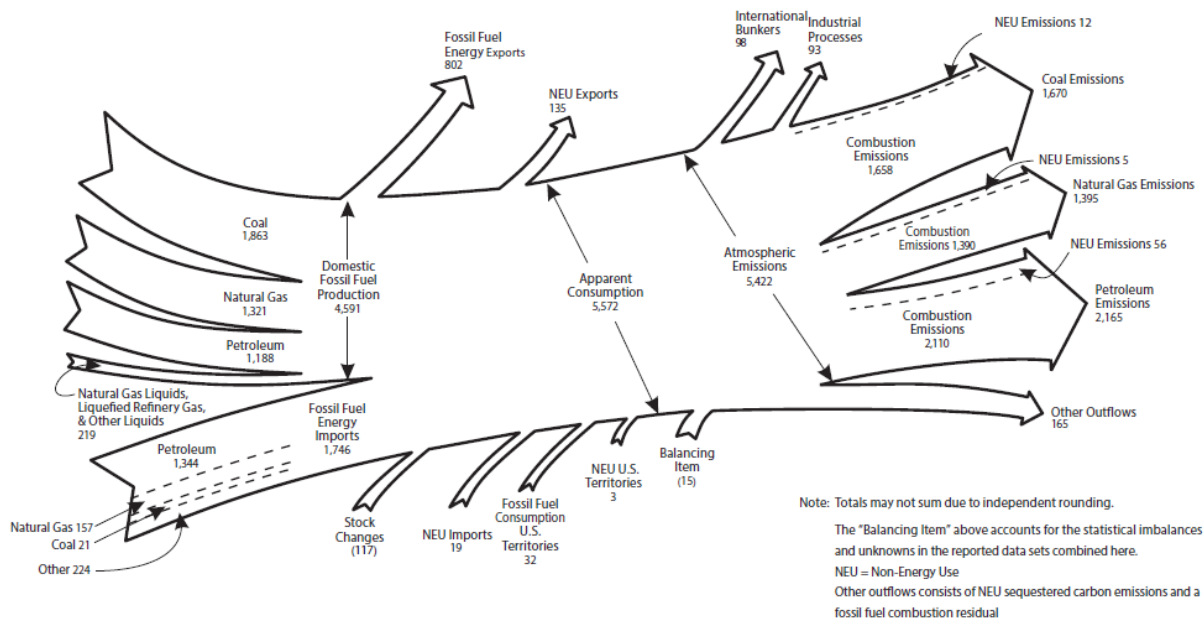 International
Bunkers
98
Industrial
Processes
93
NEU Emissions 12
Fossil Fuel
Energy Exports
802
NEU Exports
135
Coal Emissions
1,670
Combustion
Emissions
1,658
NEU Emissions 5
Natural Gas Emissions
1,395
Combustion
Emissions 1,390
NEU Emissions 56
Petroleum
Emissions
2,165
Combustion
Emissions
2,110
Coal
1,863
Natural Gas
1,321
Petroleum
1,188
Domestic
Fossil Fuel
Production
4,591
Apparent
Consumption
5,572
Atmospheric
Emissions
5,422
Natural Gas Liquids,
Liquefied Refinery Gas,
& Other Liquids
219
Fossil Fuel
Energy
Imports
1,746
Petroleum
1,344
Natural Gas 157
Coal 21
Other 224
Stock
Changes
(117)
NEU Imports
19
Fossil Fuel
Consumption
U.S.
Territories
32
NEU U.S.
Territories
3
Balancing
Item
(15)
Other Outflows
165
Note: Totals may not sum due to independent rounding.
The "Balancing Item" above accounts for the statistical imbalances
and unknowns in the reported data sets combined here.
NEU = Non-Energy Use
Other outflows consists of NEU sequestered carbon emissions and a
fossil fuel combustion residual